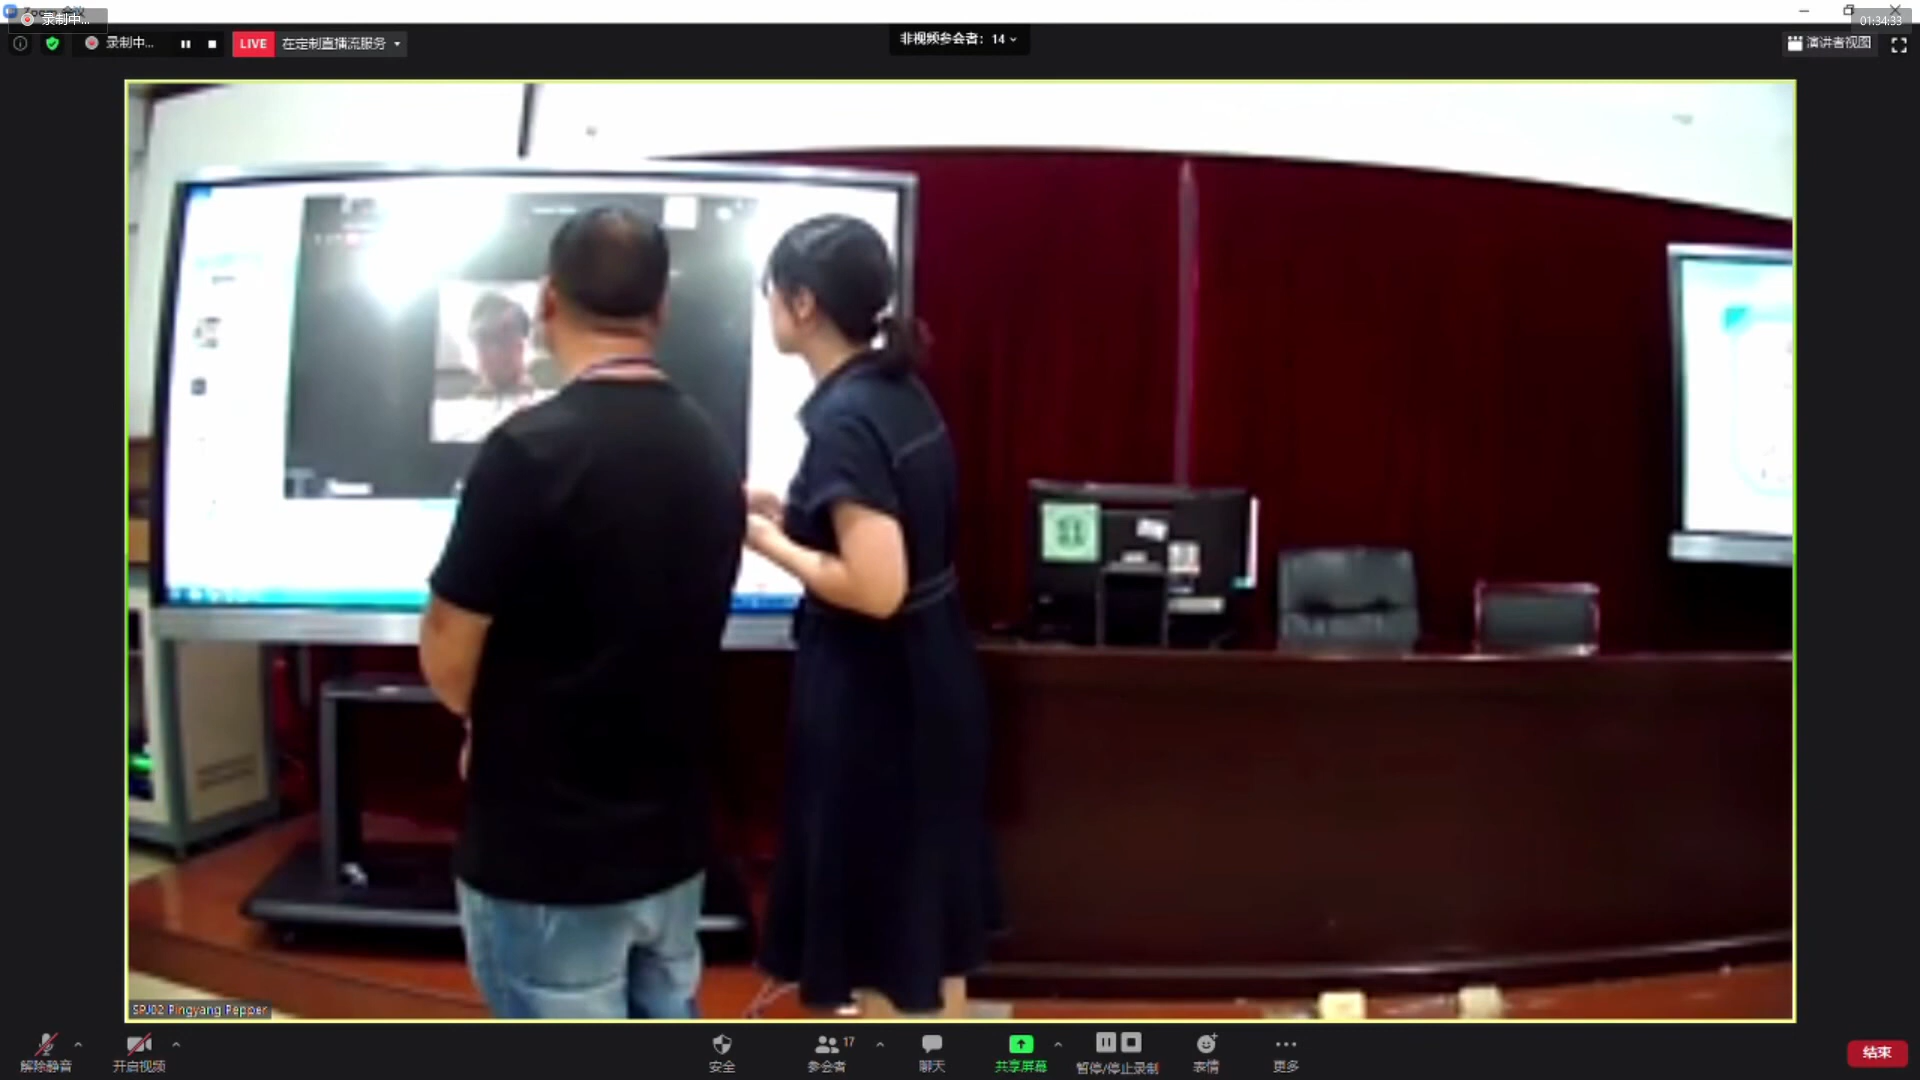 Zoom 会议
录制中...
01:34:33
录制中...
LIVE
在定制直播流服务
非视频参会者: 14
演讲者视图
SPJ02 Pingyang Pepper
解除静音
开启视频
安全
参会者
17
聊天
共享屏幕
暂停/停止录制
表情
更多
结束